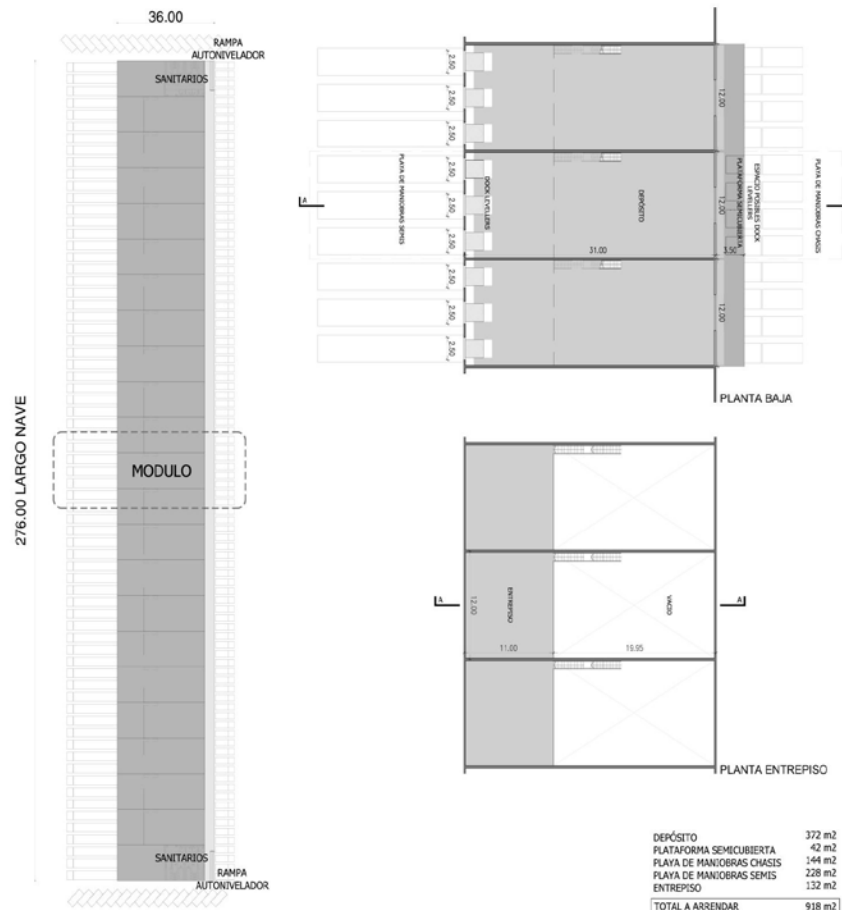 36.00
RAMPA
AUTONIVELADOR
SANITARIOS
276.00 LARGO NAVE
MODULO
SANITARIOS
RAMPA
AUTONIVELADOR
2.50
2.50
2.50
2.50
2.50
2.50
2.50
2.50
2.50
12.00
12.00
12.00
A
PLAYA DE MANIOBRAS SEMIS
DOCK LEVELLERS
DEPÓSITO
31.00
PLATAFORMA SEMICUBIERTA
ESPACIO POSIBLES DOCK
LEVELLERS
3.50
PLAYA DE MANIOBRAS CHASIS
PLANTA BAJA
A
A
12.00
ENTREPISO
VACIO
11.00
19.95
PLANTA ENTREPISO
DEPÓSITO 372 m2
PLATAFORMA SEMICUBIERTA 42 m2
PLAYA DE MANIOBRAS CHASIS 144 m2
PLAYA DE MANIOBRAS SEMIS 228 m2
ENTREPISO 132 m2
TOTAL A ARRENDAR 918 m2